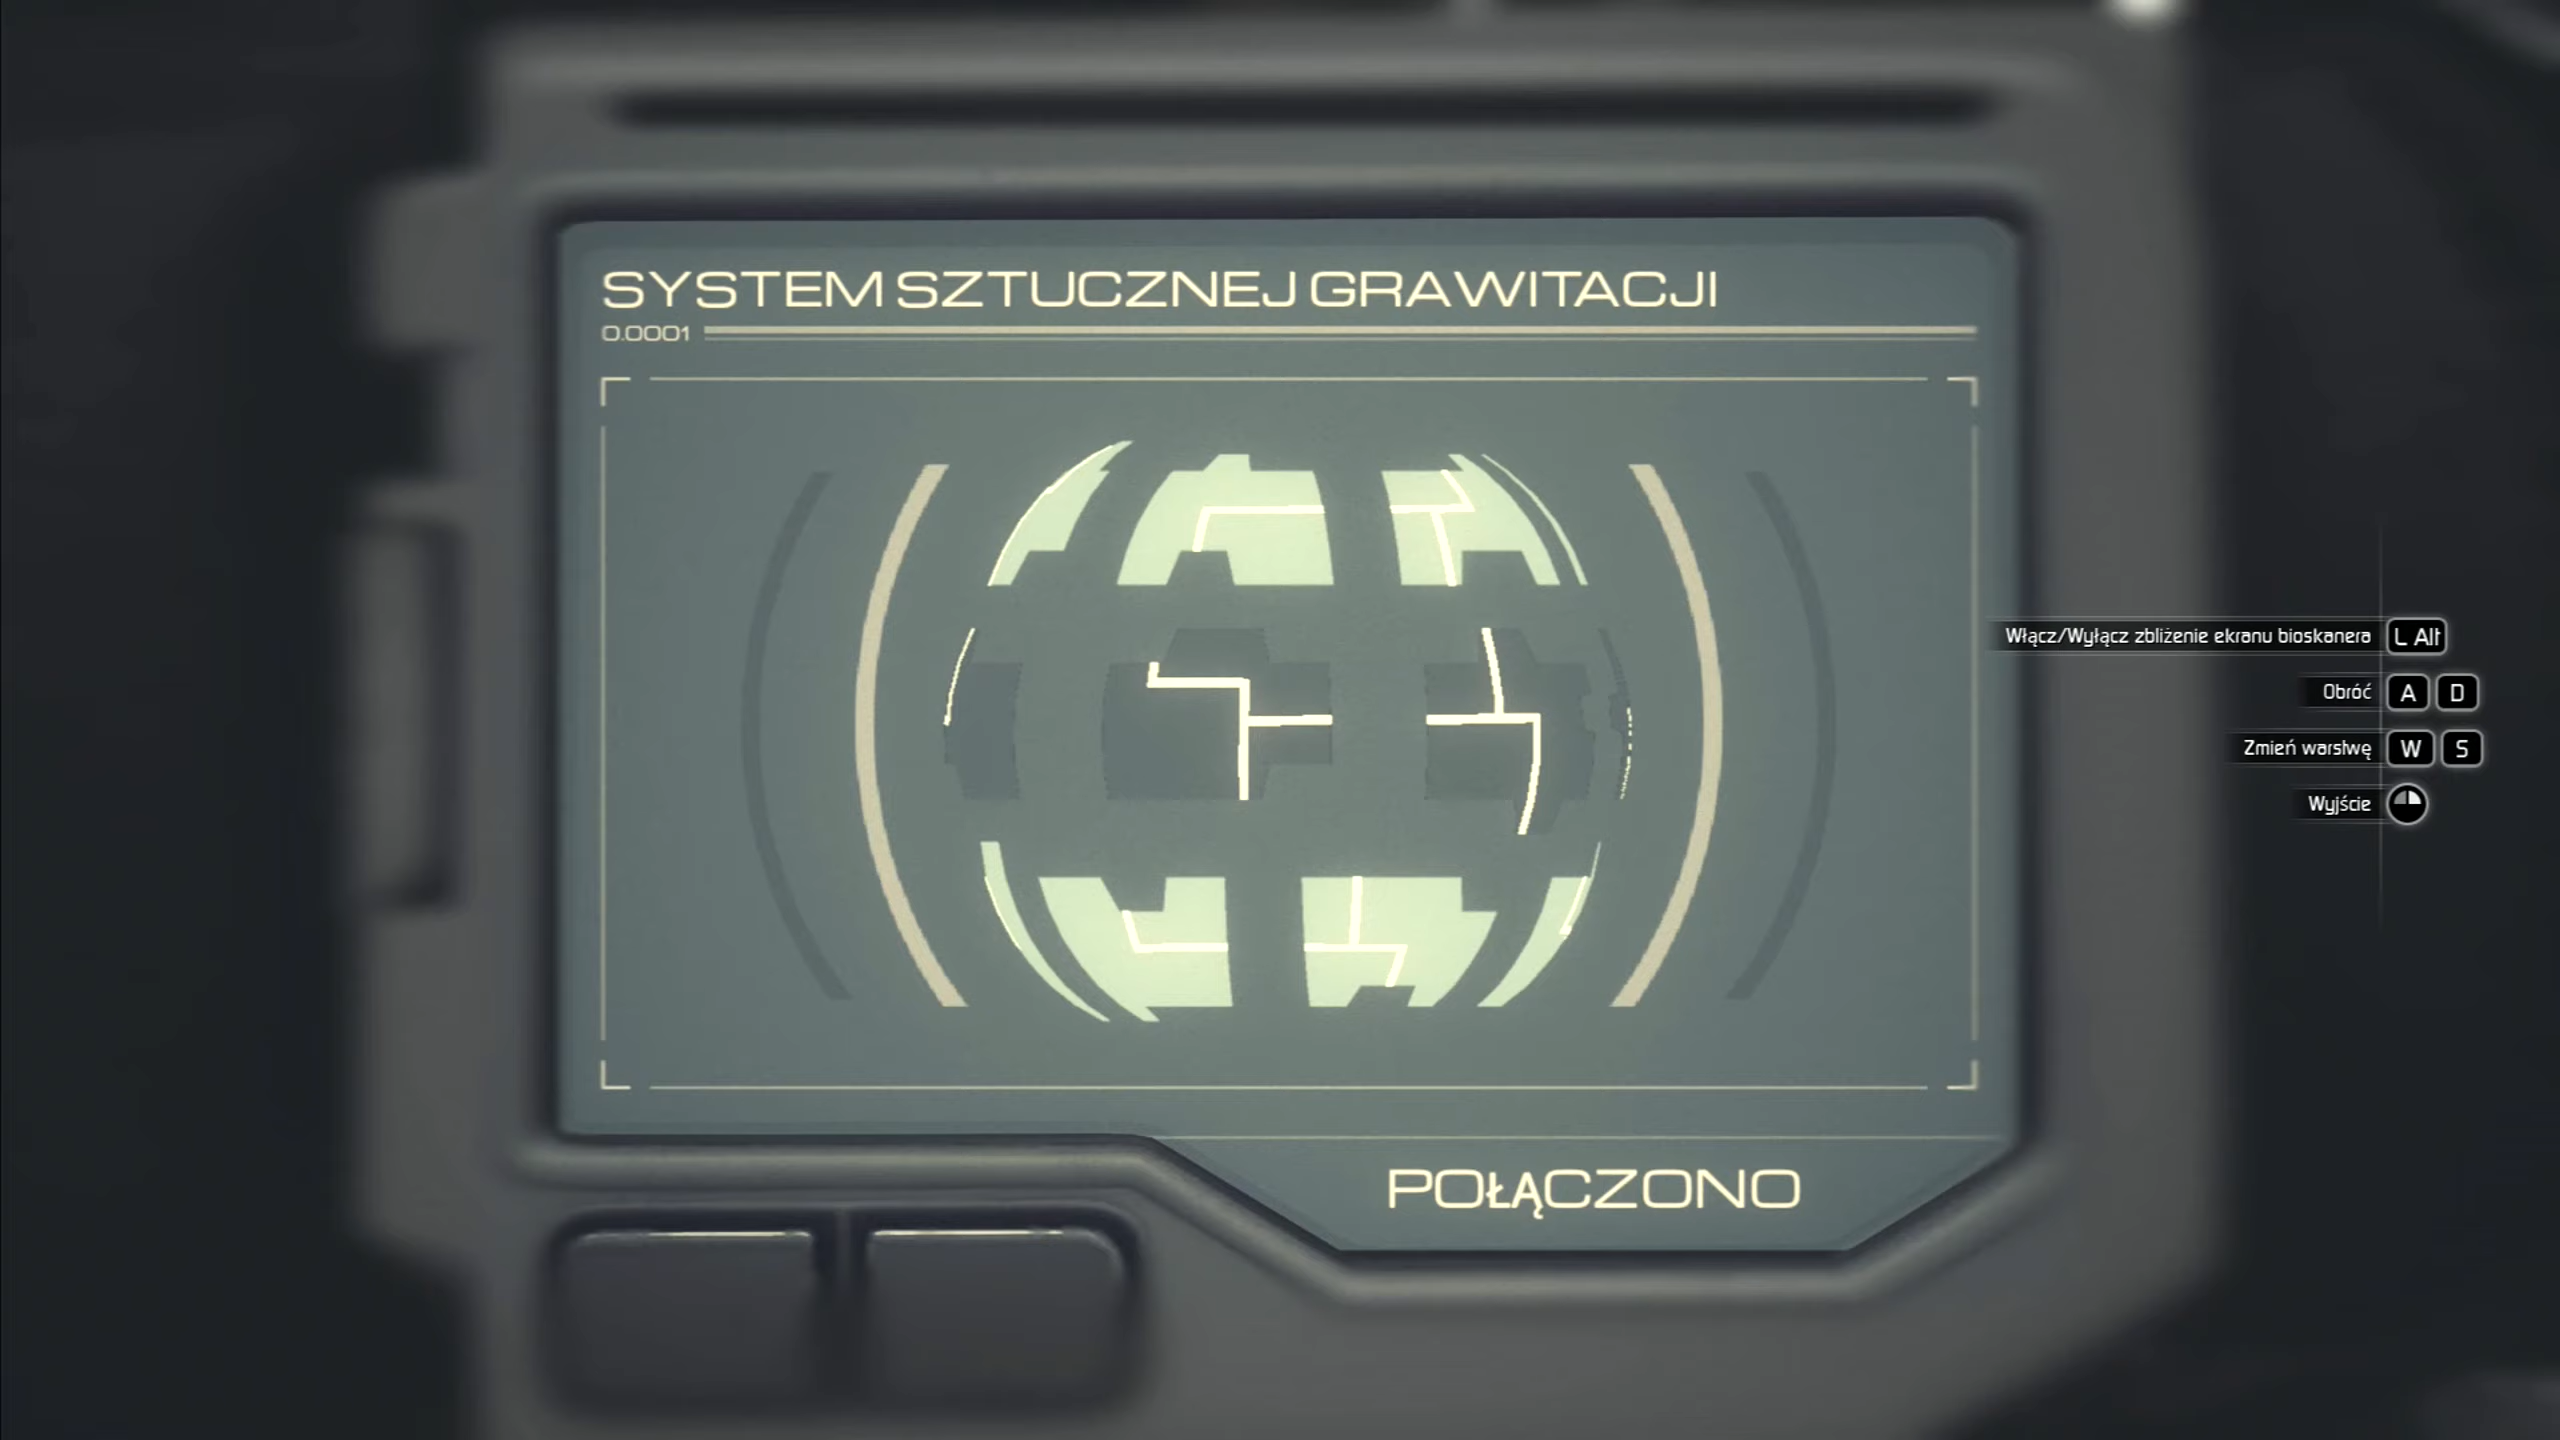 SYSTEM SZTUCZNEJ GRAWITACJI
0.0001
Włącz/Wyłącz zbliżenie ekranu bioskanera L Alt
Obróć A D
Zmień warstwę W S
Wyjście
POŁĄCZONO